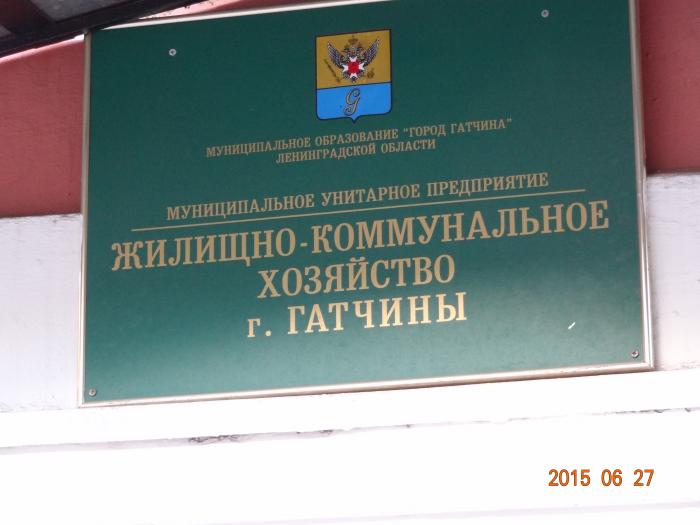 G
МУНИЦИПАЛЬНОЕ ОБРАЗОВАНИЕ "ГОРОД ГАТЧИНА"
ЛЕНИНГРАДСКОЙ ОБЛАСТИ
МУНИЦИПАЛЬНОЕ УНИТАРНОЕ ПРЕДПРИЯТИЕ
ЖИЛИЩНО-КОММУНАЛЬНОЕ
ХОЗЯЙСТВО
г. ГАТЧИНЫ
2015 06 27